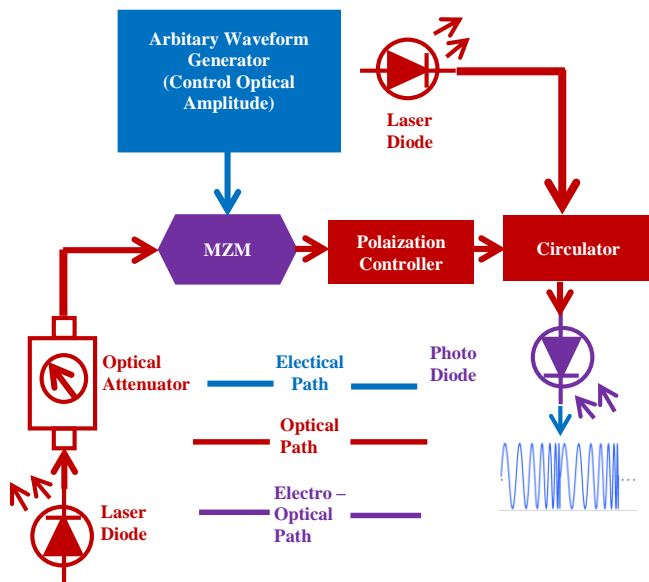 Arbitary Waveform
Generator
(Control Optical
Amplitude)
Laser
Diode
MZM
Polaization
Controller
Circulator
Optical
Attenuator
Electical
Path
Photo
Diode
Optical
Path
Electro –
Optical
Path
Laser
Diode